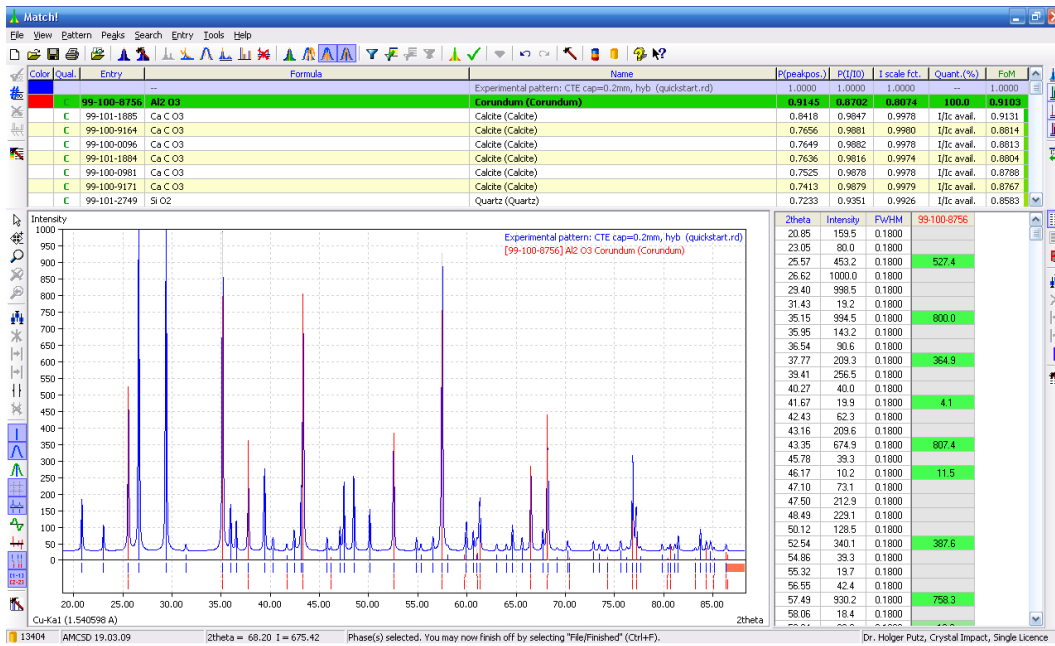 Match!
File View Pattern Peaks Search Entry Tools Help
Color Qual. Entry Formula Name P(peakpos.) P(I/I0) I scale fct. Quant.(%) FoM
-- Experimental pattern: CTE cap=0.2mm, hyb (quickstart.rd) 1.0000 1.0000 1.0000 -- 1.0000
C 99-100-8756 Al2 O3 Corundum (Corundum) 0.9145 0.8702 0.8074 100.0 0.9103
C 99-101-1885 Ca C O3 Calcite (Calcite) 0.8418 0.9847 0.9978 I/Ic avail. 0.9131
C 99-100-9164 Ca C O3 Calcite (Calcite) 0.7656 0.9881 0.9980 I/Ic avail. 0.8814
C 99-100-0096 Ca C O3 Calcite (Calcite) 0.7649 0.9882 0.9978 I/Ic avail. 0.8813
C 99-101-1884 Ca C O3 Calcite (Calcite) 0.7636 0.9816 0.9974 I/Ic avail. 0.8804
C 99-100-0981 Ca C O3 Calcite (Calcite) 0.7525 0.9878 0.9978 I/Ic avail. 0.8788
C 99-100-9171 Ca C O3 Calcite (Calcite) 0.7413 0.9879 0.9979 I/Ic avail. 0.8767
C 99-101-2749 Si O2 Quartz (Quartz) 0.7233 0.9351 0.9926 I/Ic avail. 0.8583
Intensity
Experimental pattern: CTE cap=0.2mm, hyb (quickstart.rd)
[99-100-8756] Al2 O3 Corundum (Corundum)
1000
950
900
850
800
750
700
650
600
550
500
450
400
350
300
250
200
150
100
50
0
20.00 25.00 30.00 35.00 40.00 45.00 50.00 55.00 60.00 65.00 70.00 75.00 80.00 85.00
Cu-Ka1 (1.540598 A) 2theta
2theta Intensity FWHM 99-100-8756
20.85 159.5 0.1800
23.05 80.0 0.1800
25.57 453.2 0.1800 527.4
26.62 1000.0 0.1800
29.40 998.5 0.1800
31.43 19.2 0.1800
35.15 994.5 0.1800 800.0
35.95 143.2 0.1800
36.54 90.6 0.1800
37.77 209.3 0.1800 364.9
39.41 256.5 0.1800
40.27 40.0 0.1800
41.67 19.9 0.1800 4.1
42.43 62.3 0.1800
43.16 209.6 0.1800
43.35 674.9 0.1800 807.4
45.78 39.3 0.1800
46.17 10.2 0.1800 11.5
47.10 73.1 0.1800
47.50 212.9 0.1800
48.49 229.1 0.1800
50.12 128.5 0.1800
52.54 340.1 0.1800 387.6
54.86 39.3 0.1800
55.32 19.7 0.1800
56.55 42.4 0.1800
57.49 930.2 0.1800 758.3
58.06 18.4 0.1800
13404 AMCSD 19.03.09 2theta = 68.20 I = 675.42 Phase(s) selected. You may now finish off by selecting "File/Finished" (Ctrl+F). Dr. Holger Putz, Crystal Impact, Single Licence